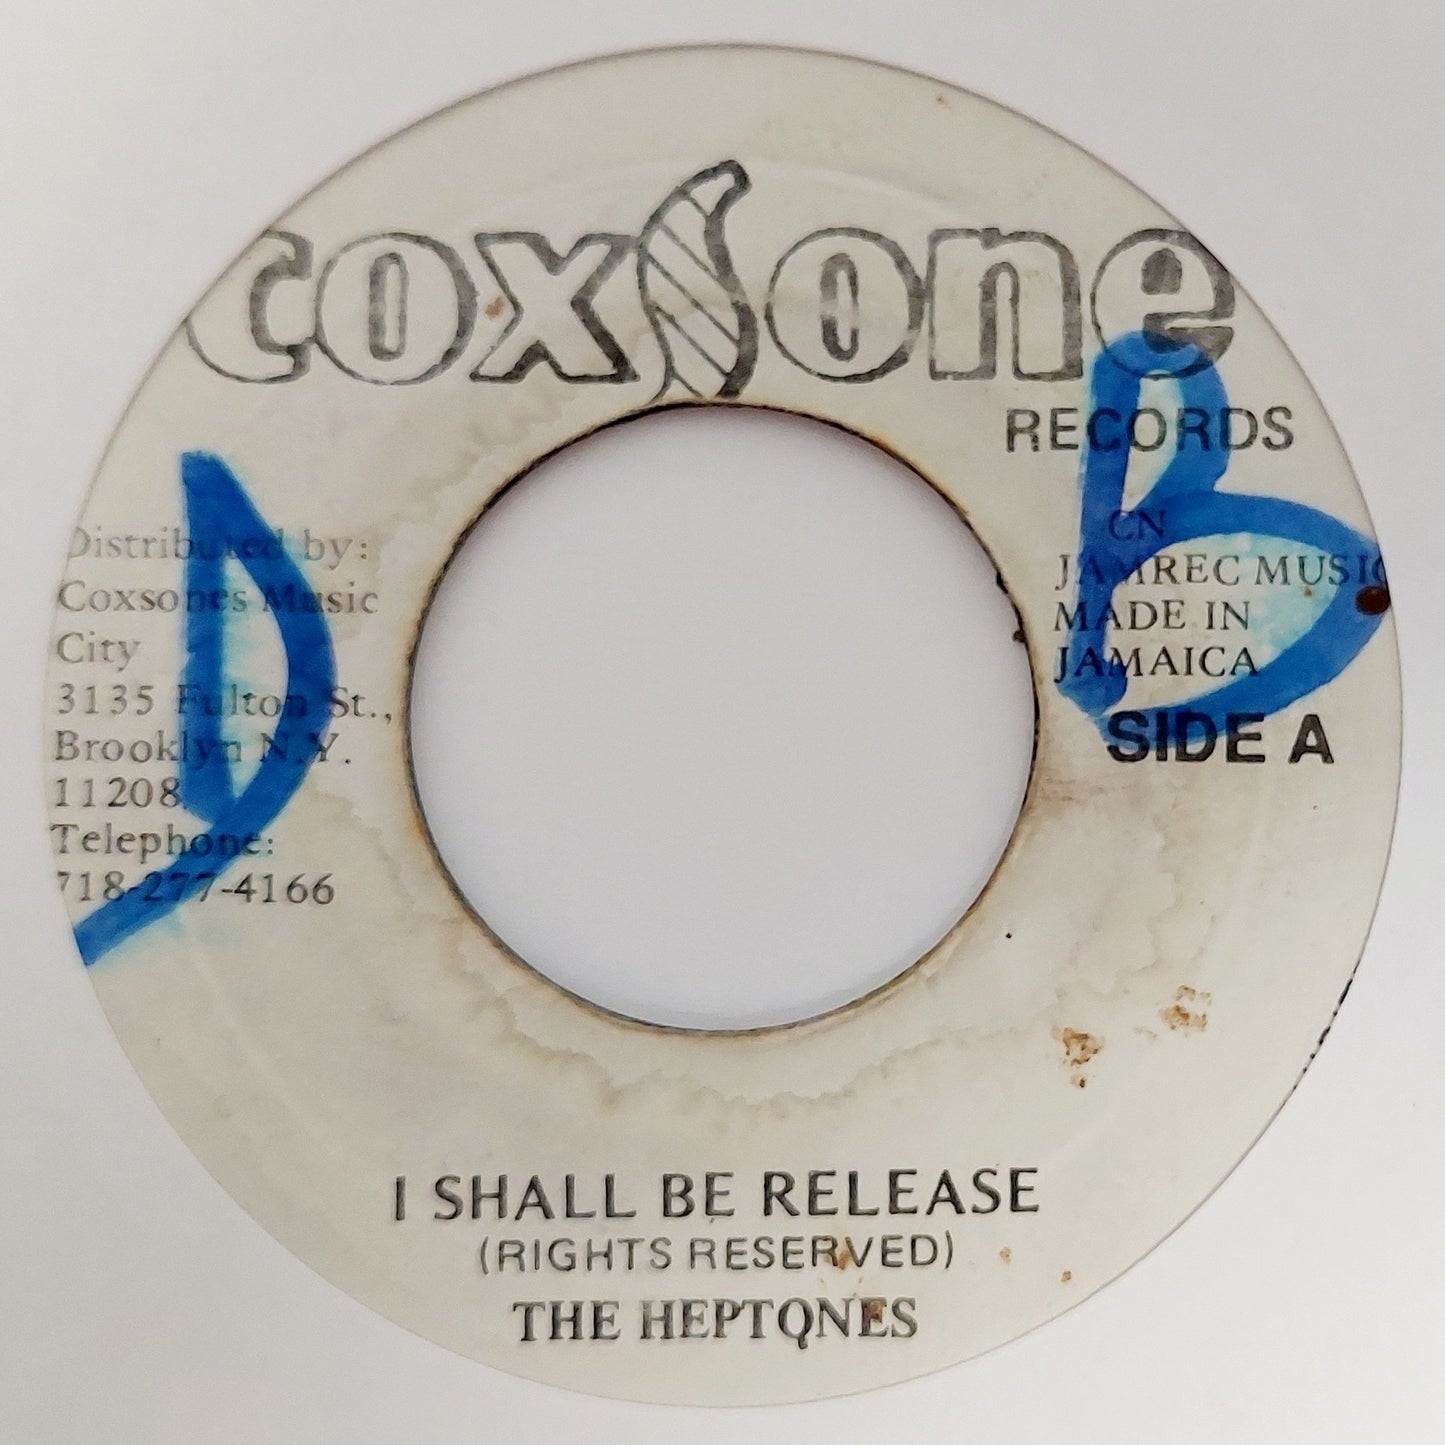 coxsone
RECORDS
Distributed by:
Coxsones Music
City
3135 Fulton St.,
Brooklyn N.Y.
11208
Telephone:
718-277-4166
D
B
CN
JAMREC MUSIC
MADE IN
JAMAICA
SIDE A
I SHALL BE RELEASE
(RIGHTS RESERVED)
THE HEPTONES